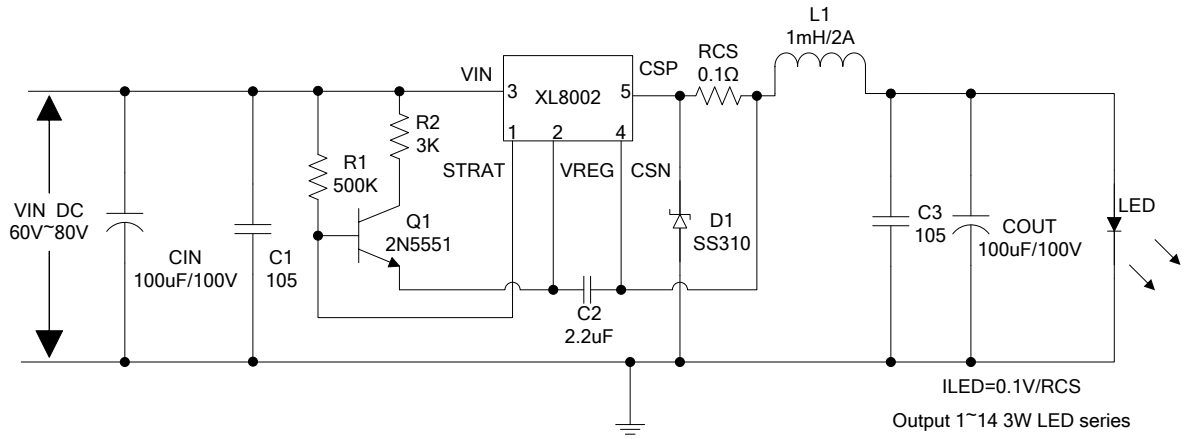 L1
1mH/2A
RCS
0.1Ω
CSP
VIN
3
XL8002
5
1
2
4
STRAT
VREG
CSN
R2
3K
R1
500K
Q1
2N5551
VIN DC
60V~80V
CIN
100uF/100V
C1
105
D1
SS310
C2
2.2uF
C3
105
COUT
100uF/100V
LED
ILED=0.1V/RCS
Output 1~14 3W LED series